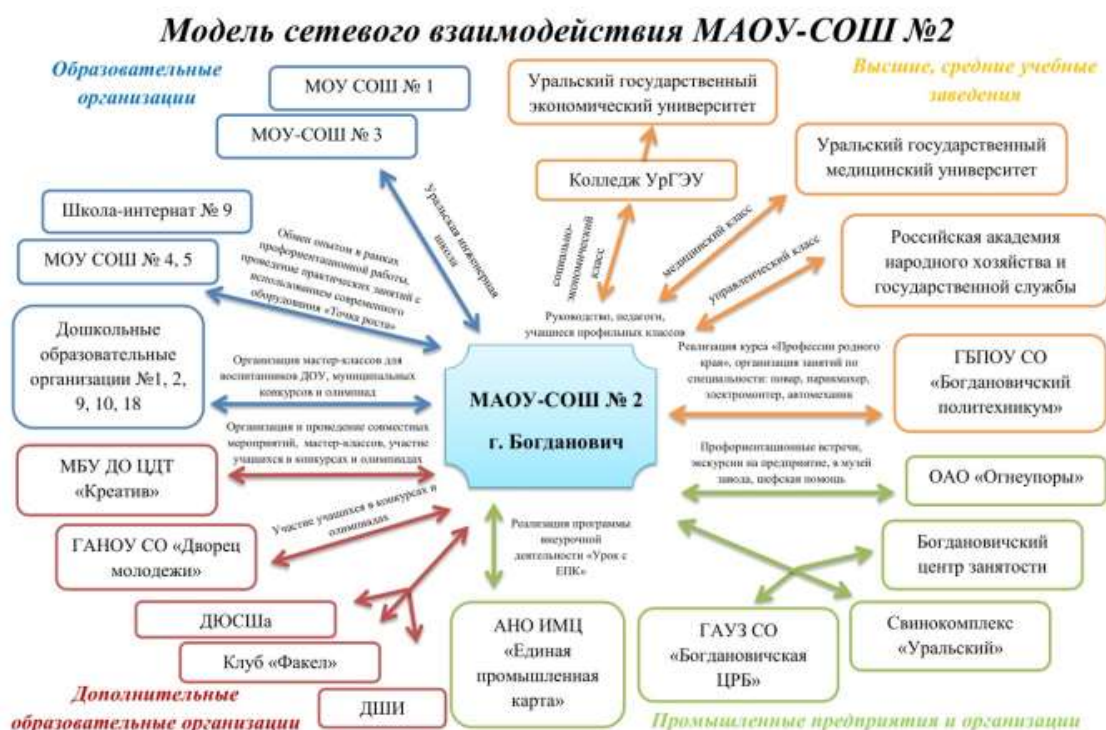 Модель сетевого взаимодействия МАОУ-СОШ №2
Образовательные
организации
МОУ СОШ № 1
МОУ-СОШ № 3
Школа-интернат № 9
МОУ СОШ № 4, 5
Дошкольные
образовательные
организации №1, 2,
9, 10, 18
Уральская инженерная
школа
Обмен опытом в рамках
профориентационной работы,
проведение практических занятий с
использованием современного
оборудования «Точка роста»
Организация мастер-классов для
воспитанников ДОУ, муниципальных
конкурсов и олимпиад
Высшие, средние учебные
заведения
Уральский государственный
экономический университет
Колледж УрГЭУ
Уральский государственный
медицинский университет
Российская академия
народного хозяйства и
государственной службы
ГБПОУ СО
«Богдановичский
политехникум»
социально-
экономический
класс
медицинский класс
управленческий класс
Руководство, педагоги,
учащиеся профильных классов
Реализация курса «Профессии родного
края», организация занятий по
специальности: повар, парикмахер,
электромонтер, автомеханик
МАОУ-СОШ № 2
г. Богданович
Организация и проведение совместных
мероприятий, мастер-классов, участие
учащихся в конкурсах и олимпиадах
МБУ ДО ЦДТ
«Креатив»
Участие учащихся в конкурсах и
олимпиадах
ГАНОУ СО «Дворец
молодежи»
ДЮСШа
Клуб «Факел»
ДШИ
Дополнительные
образовательные организации
Профориентационные встречи,
экскурсии на предприятие, в музей
завода, шефская помощь
ОАО «Огнеупоры»
Богдановичский
центр занятости
Свинокомплекс
«Уральский»
ГАУЗ СО
«Богдановичская
ЦРБ»
Реализация программы
внеурочной
деятельности «Урок с
ЕПК»
АНО ИМЦ
«Единая
промышленная
карта»
Промышленные предприятия и организации